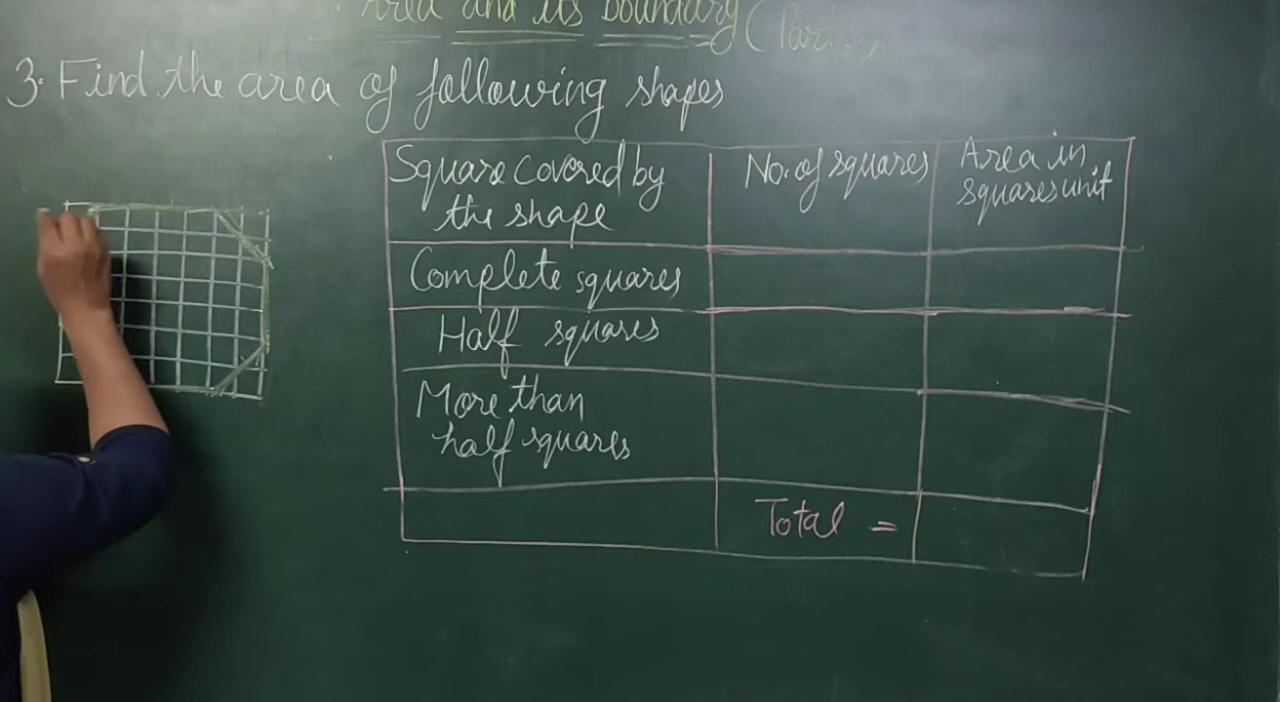 Area and its boundary (Part
3. Find the area of following shapes
Square covered by
the shape
No. of squares
Area in
squares unit
Complete squares
Half squares
More than
half squares
Total =